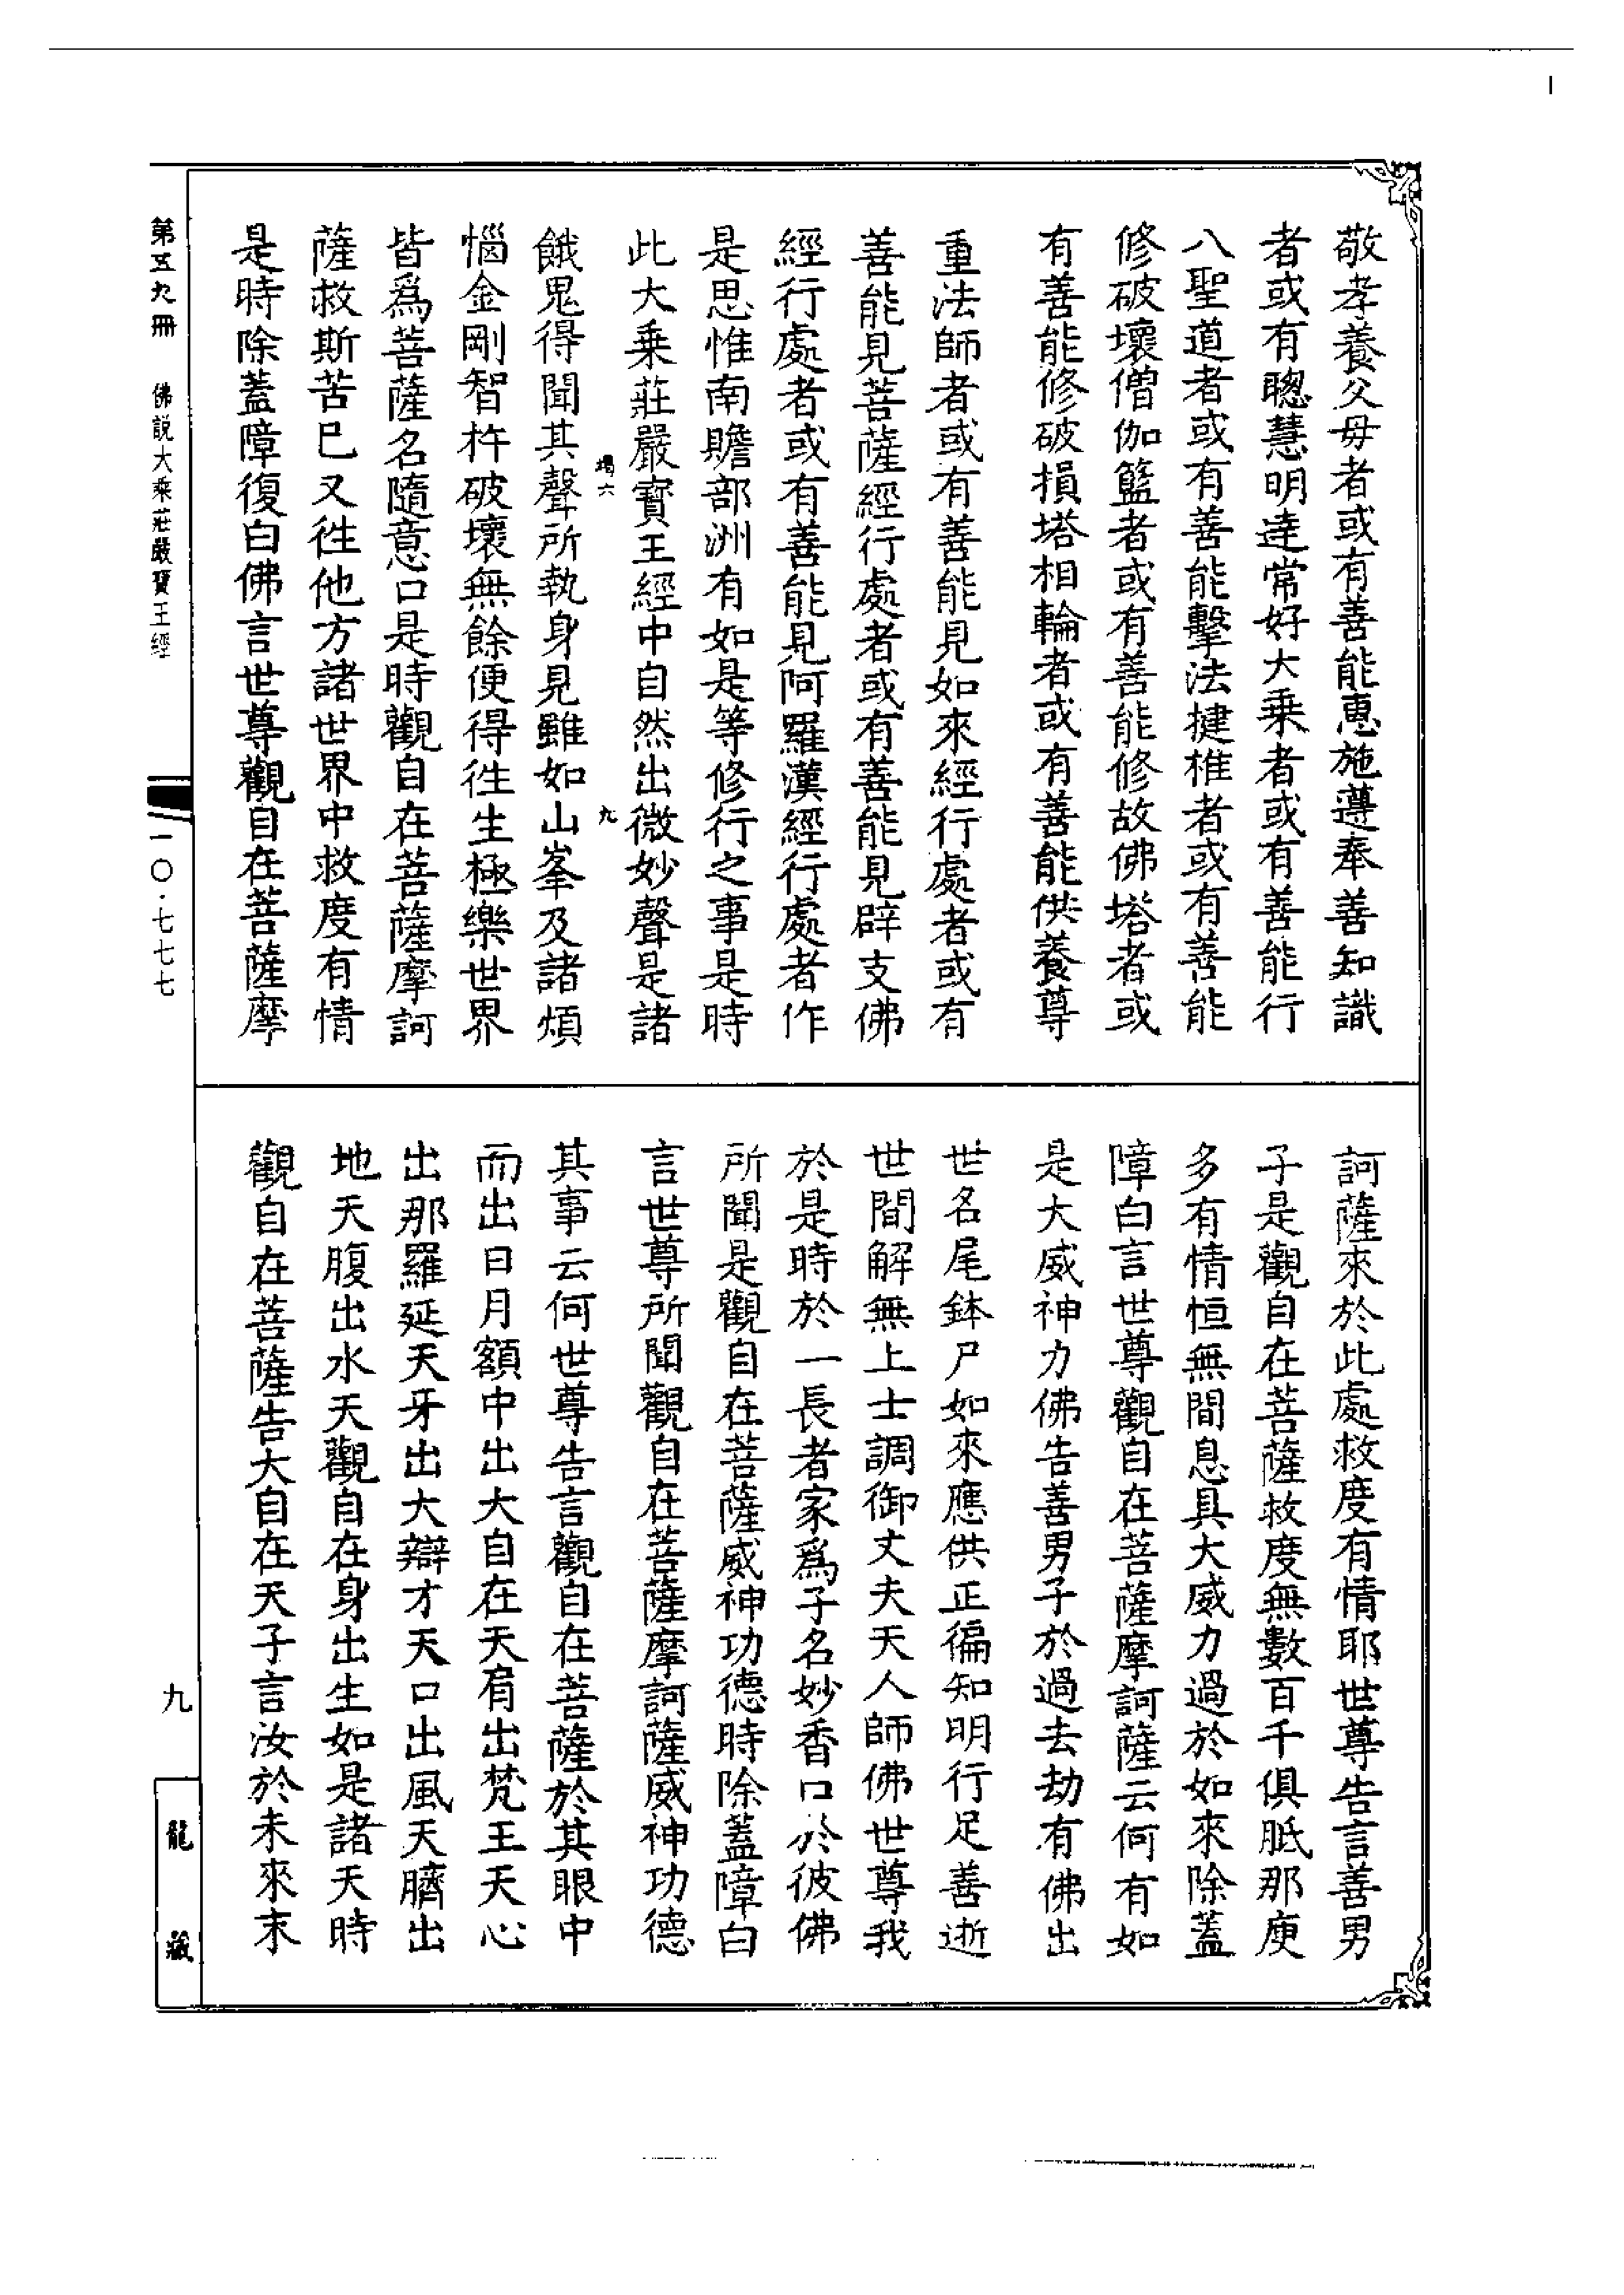 敬孝養父母者或有善能惠施遵奉善知識
者或有聰慧明達常好大乗者或有善能行
八聖道者或有善能擊法揵椎者或有善能
修破壞僧伽籃者或有善能修故佛塔者或
有善能修破損塔相輪者或有善能供養尊
重法師者或有善能見如來經行處者或有
善能見菩薩經行處者或有善能見辟支佛
經行處者或有善能見阿羅漢經行處者作
是思惟南贍部洲有如是等修行之事是時
此大乗莊嚴寶王經中自然出微妙聲是諸
竭六 九
餓鬼得聞其聲所執身見雖如山峯及諸煩
惱金剛智杵破壞無餘便得徃生極樂世界
皆爲菩薩名隨意口是時觀自在菩薩摩訶
薩救斯苦巳又徃他方諸世界中救度有情
是時除蓋障復白佛言世尊觀自在菩薩摩
訶薩來於此處救度有情耶世尊告言善男
子是觀自在菩薩救度無數百千俱胝那庾
多有情恒無間息具大威力過於如來除蓋
障白言世尊觀自在菩薩摩訶薩云何有如
是大威神力佛告善男子於過去劫有佛出
世名尾鉢尸如來應供正徧知明行足善逝
世間解無上士調御丈夫天人師佛世尊我
於是時於一長者家爲子名妙香口於彼佛
所聞是觀自在菩薩威神功德時除蓋障白
言世尊所聞觀自在菩薩摩訶薩威神功德
其事云何世尊告言觀自在菩薩於其眼中
而出日月額中出大自在天肩出梵王天心
出那羅延天牙出大辯才天口出風天臍出
地天腹出水天觀自在身出生如是諸天時
觀自在菩薩告大自在天子言汝於未來末
第五九冊 佛說大乘莊嚴寶王經
一〇·七七七
九
龍藏